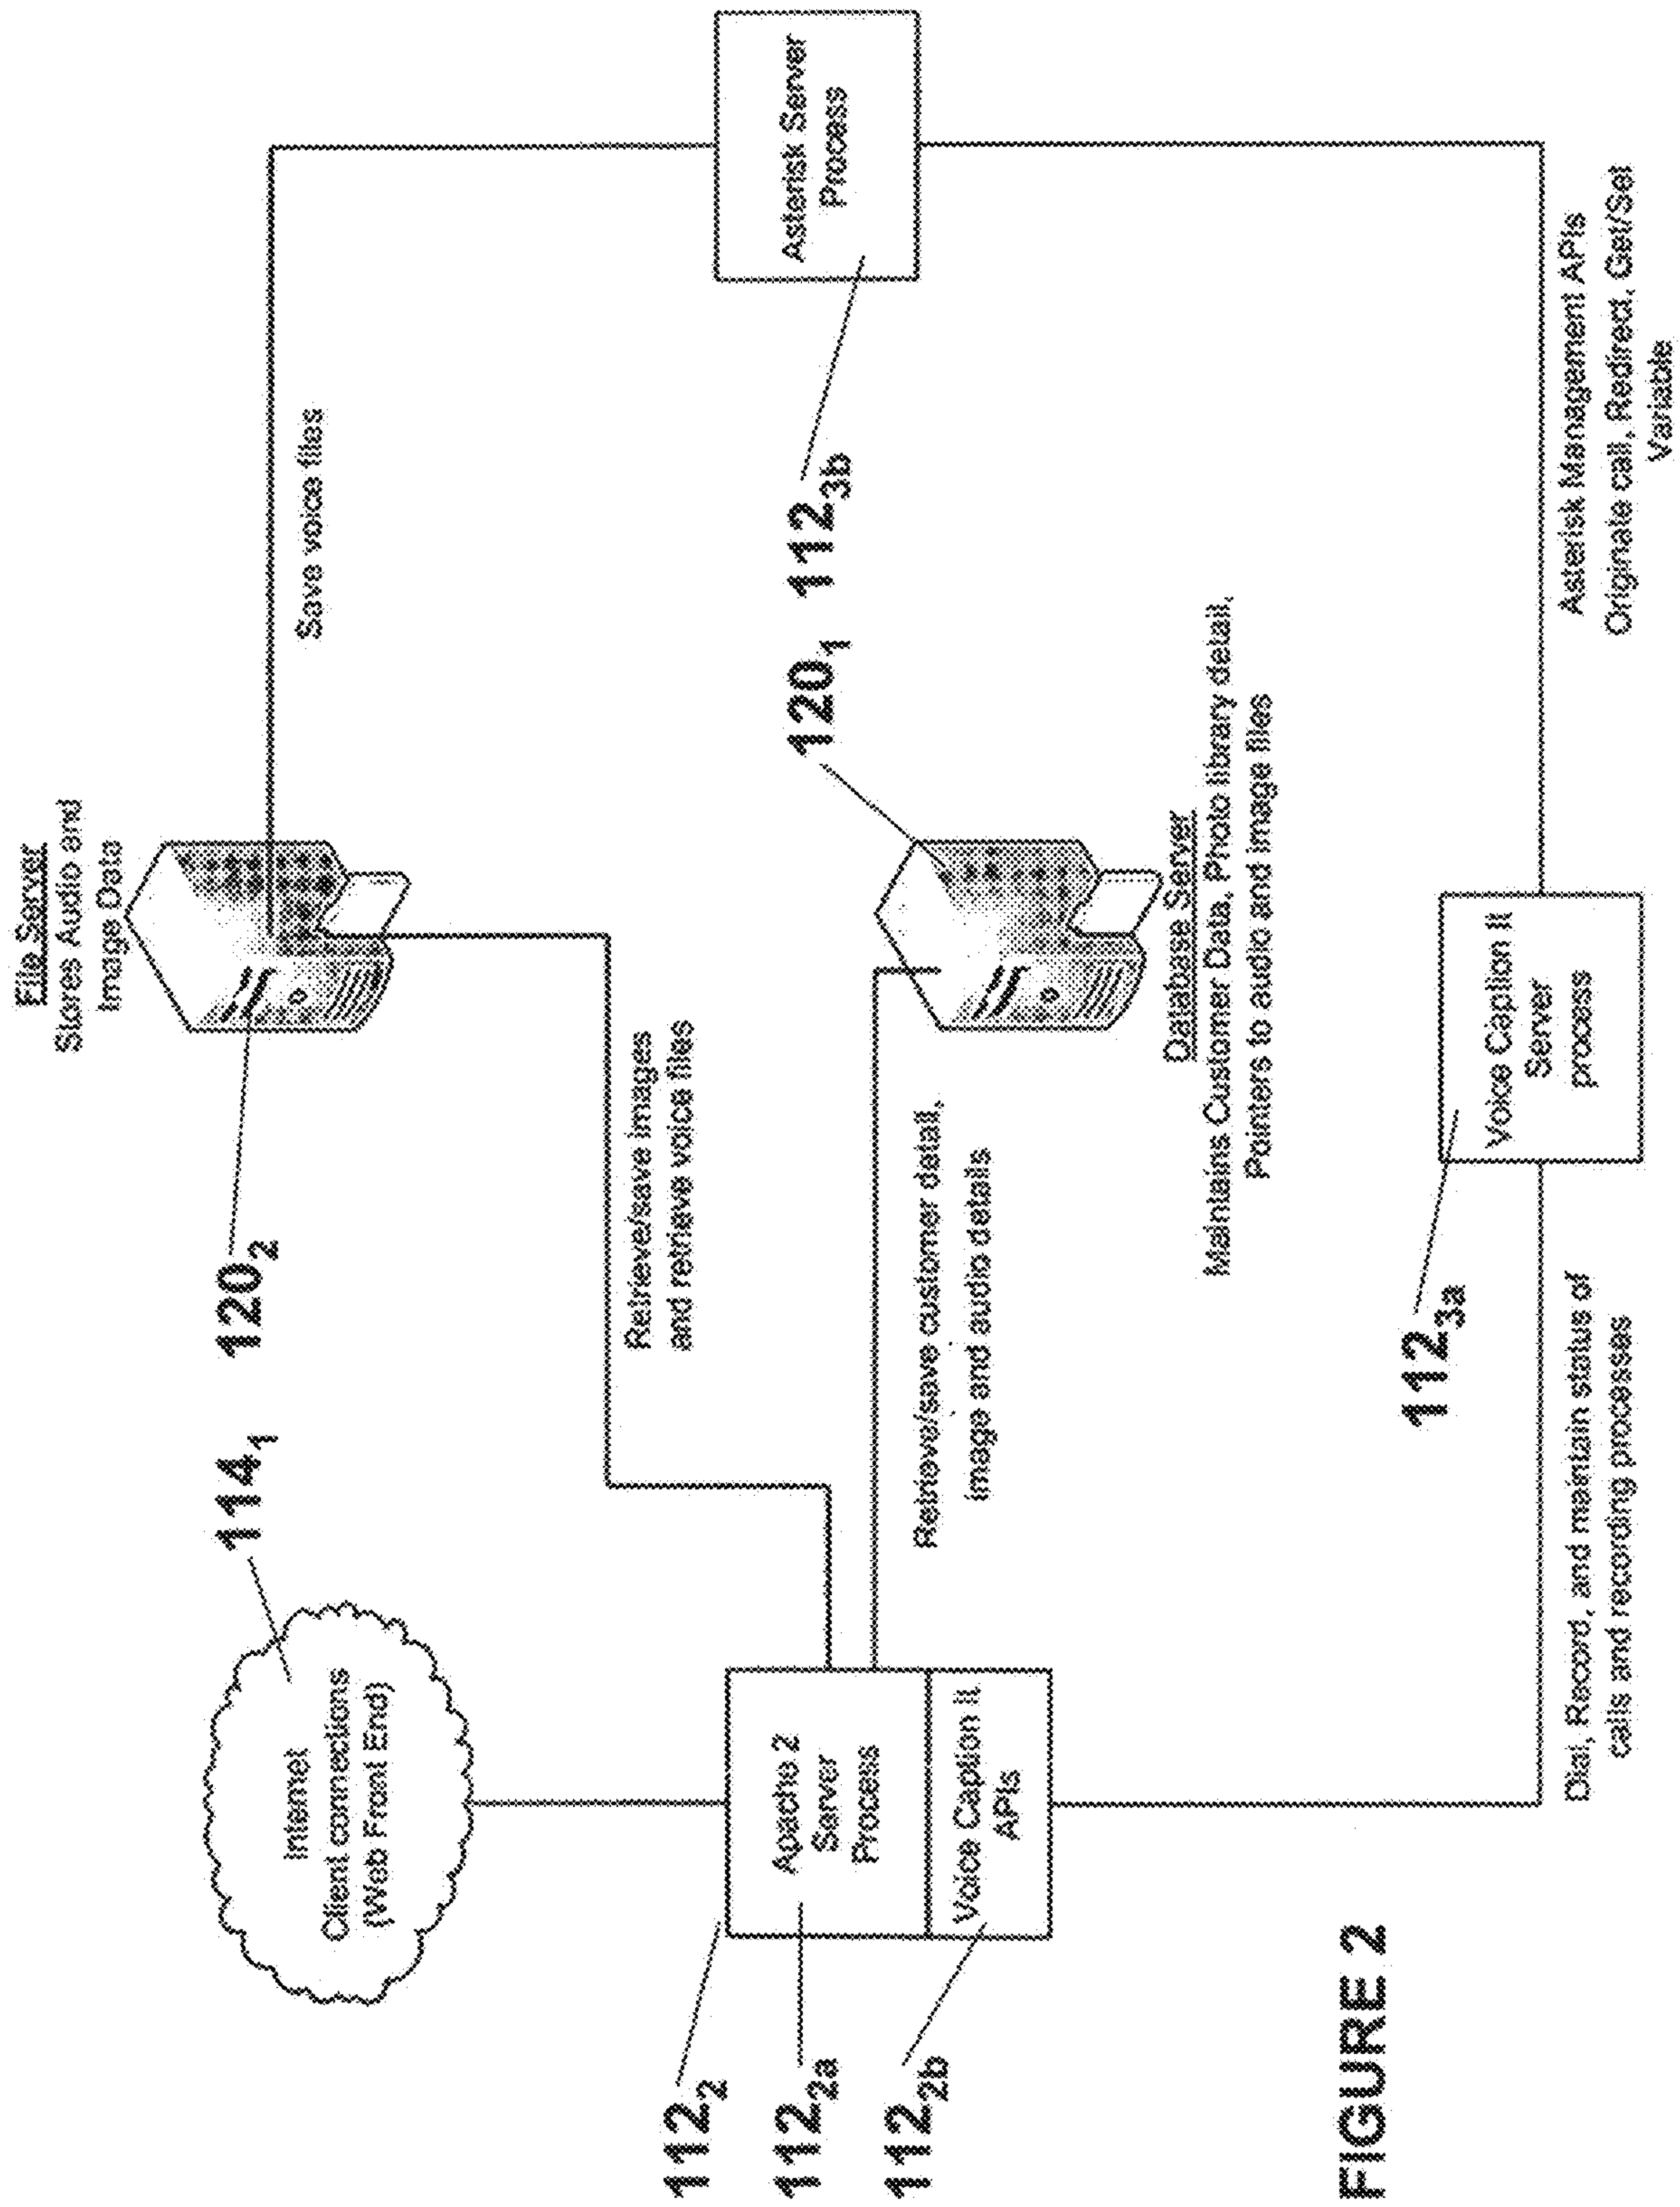 File Server
Stores Audio and
Image Data
114₁
120₂
Internet
Client connections
(Web Front End)
Save voice files
Retrieve/save images
and retrieve voice files
112₂
112₂a
112₂b
Apache 2
Server
Process
Voice Caption II
APIs
Retrieve/save customer detail,
image and audio details
120₁
112₃b
Asterisk Server
Process
Database Server
Maintains Customer Data, Photo library detail,
Pointers to audio and image files
112₃a
Voice Caption II
Server
process
Dial, Record, and maintain status of
calls and recording processes
Asterisk Management APIs
Originate call, Redirect, Get/Set
Variable
FIGURE 2